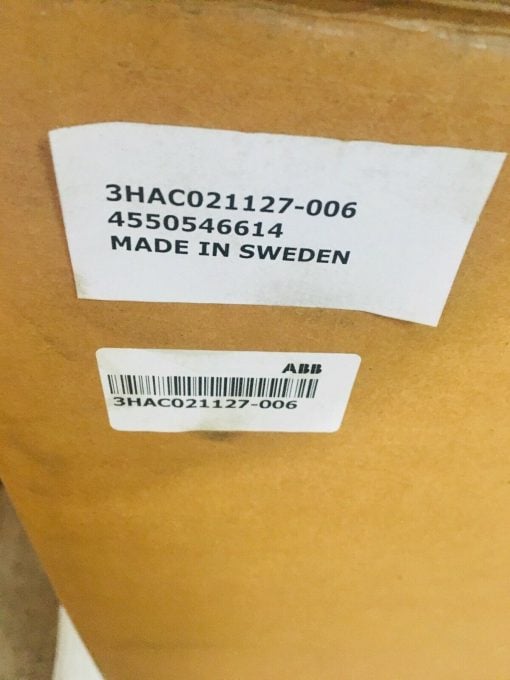 3HAC021127-006
4550546614
MADE IN SWEDEN
ABB
3HAC021127-006